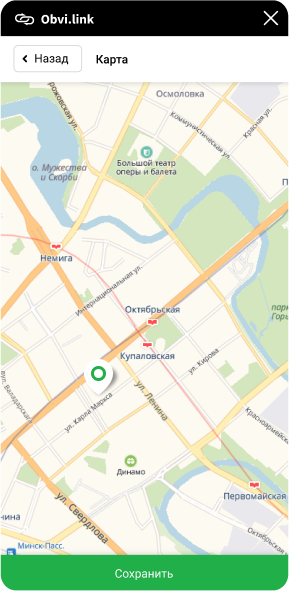 Obvi.link
Назад
Карта
Осмоловка
Коммунистическая ул.
Красная ул.
Большой театр
оперы и балета
о. Мужества
и Скорби
Немига
Интернациональная ул.
Октябрьская
Купаловская
ул. Кирова
ул. Карла Маркса
ул. Ленина
Динамо
Первомайская
ул. Свердлова
Минск-Пасс.
Сохранить